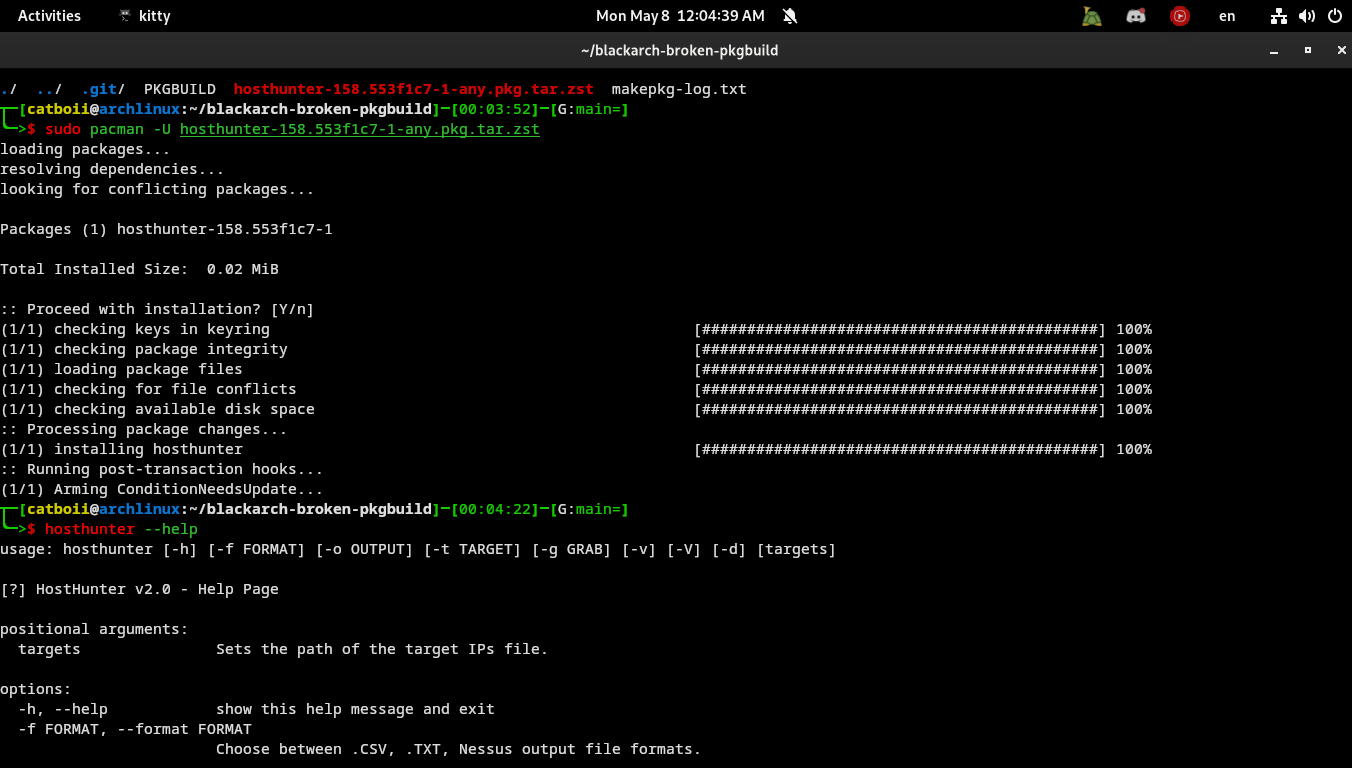 Activities kitty Mon May 8 12:04:39 AM en
~/blackarch-broken-pkgbuild
./ ../ .git/ PKGBUILD hosthunter-158.553f1c7-1-any.pkg.tar.zst makepkg-log.txt
┌─[catboii@archlinux:~/blackarch-broken-pkgbuild]─[00:03:52]─[G:main=]
└─>$ sudo pacman -U hosthunter-158.553f1c7-1-any.pkg.tar.zst
loading packages...
resolving dependencies...
looking for conflicting packages...
Packages (1) hosthunter-158.553f1c7-1
Total Installed Size: 0.02 MiB
:: Proceed with installation? [Y/n]
(1/1) checking keys in keyring [############################################] 100%
(1/1) checking package integrity [############################################] 100%
(1/1) loading package files [############################################] 100%
(1/1) checking for file conflicts [############################################] 100%
(1/1) checking available disk space [############################################] 100%
:: Processing package changes...
(1/1) installing hosthunter [############################################] 100%
:: Running post-transaction hooks...
(1/1) Arming ConditionNeedsUpdate...
┌─[catboii@archlinux:~/blackarch-broken-pkgbuild]─[00:04:22]─[G:main=]
└─>$ hosthunter --help
usage: hosthunter [-h] [-f FORMAT] [-o OUTPUT] [-t TARGET] [-g GRAB] [-v] [-V] [-d] [targets]
[?] HostHunter v2.0 - Help Page
positional arguments:
targets Sets the path of the target IPs file.
options:
-h, --help show this help message and exit
-f FORMAT, --format FORMAT
Choose between .CSV, .TXT, Nessus output file formats.